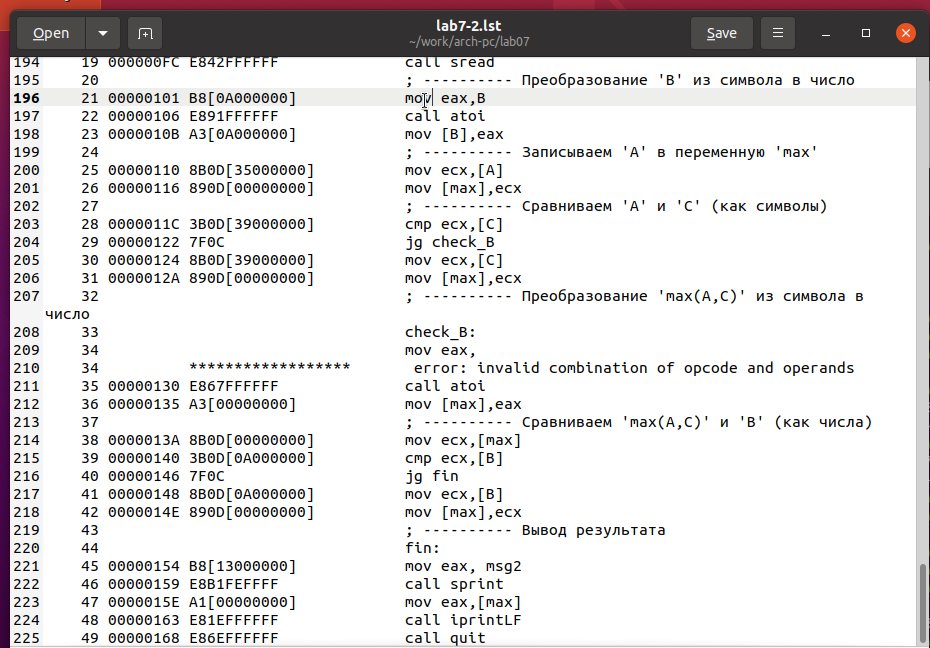 Open
lab7-2.lst
~/work/arch-pc/lab07
Save
194 19 000000FC E842FFFFFF call sread
195 20 ; ---------- Преобразование 'B' из символа в число
196 21 00000101 B8[0A000000] mov eax,B
197 22 00000106 E891FFFFFF call atoi
198 23 0000010B A3[0A000000] mov [B],eax
199 24 ; ---------- Записываем 'A' в переменную 'max'
200 25 00000110 8B0D[35000000] mov ecx,[A]
201 26 00000116 890D[00000000] mov [max],ecx
202 27 ; ---------- Сравниваем 'A' и 'C' (как символы)
203 28 0000011C 3B0D[39000000] cmp ecx,[C]
204 29 00000122 7F0C jg check_B
205 30 00000124 8B0D[39000000] mov ecx,[C]
206 31 0000012A 890D[00000000] mov [max],ecx
207 32 ; ---------- Преобразование 'max(A,C)' из символа в
число
208 33 check_B:
209 34 mov eax,
210 34 ****************** error: invalid combination of opcode and operands
211 35 00000130 E867FFFFFF call atoi
212 36 00000135 A3[00000000] mov [max],eax
213 37 ; ---------- Сравниваем 'max(A,C)' и 'B' (как числа)
214 38 0000013A 8B0D[00000000] mov ecx,[max]
215 39 00000140 3B0D[0A000000] cmp ecx,[B]
216 40 00000146 7F0C jg fin
217 41 00000148 8B0D[0A000000] mov ecx,[B]
218 42 0000014E 890D[00000000] mov [max],ecx
219 43 ; ---------- Вывод результата
220 44 fin:
221 45 00000154 B8[13000000] mov eax, msg2
222 46 00000159 E8B1FEFFFF call sprint
223 47 0000015E A1[00000000] mov eax,[max]
224 48 00000163 E81EFFFFFF call iprintLF
225 49 00000168 E86EFFFFFF call quit